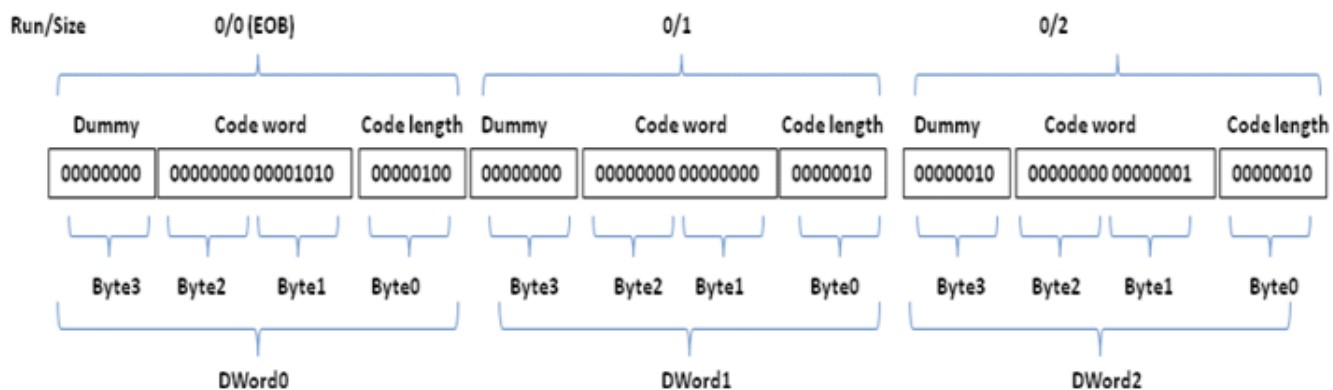 Run/Size 0/0 (EOB) 0/1 0/2
Dummy Code word Code length Dummy Code word Code length Dummy Code word Code length
00000000 00000000 00001010 00000100 00000000 00000000 00000000 00000010 00000010 00000000 00000001 00000010
Byte3 Byte2 Byte1 Byte0 Byte3 Byte2 Byte1 Byte0 Byte3 Byte2 Byte1 Byte0
DWord0 DWord1 DWord2